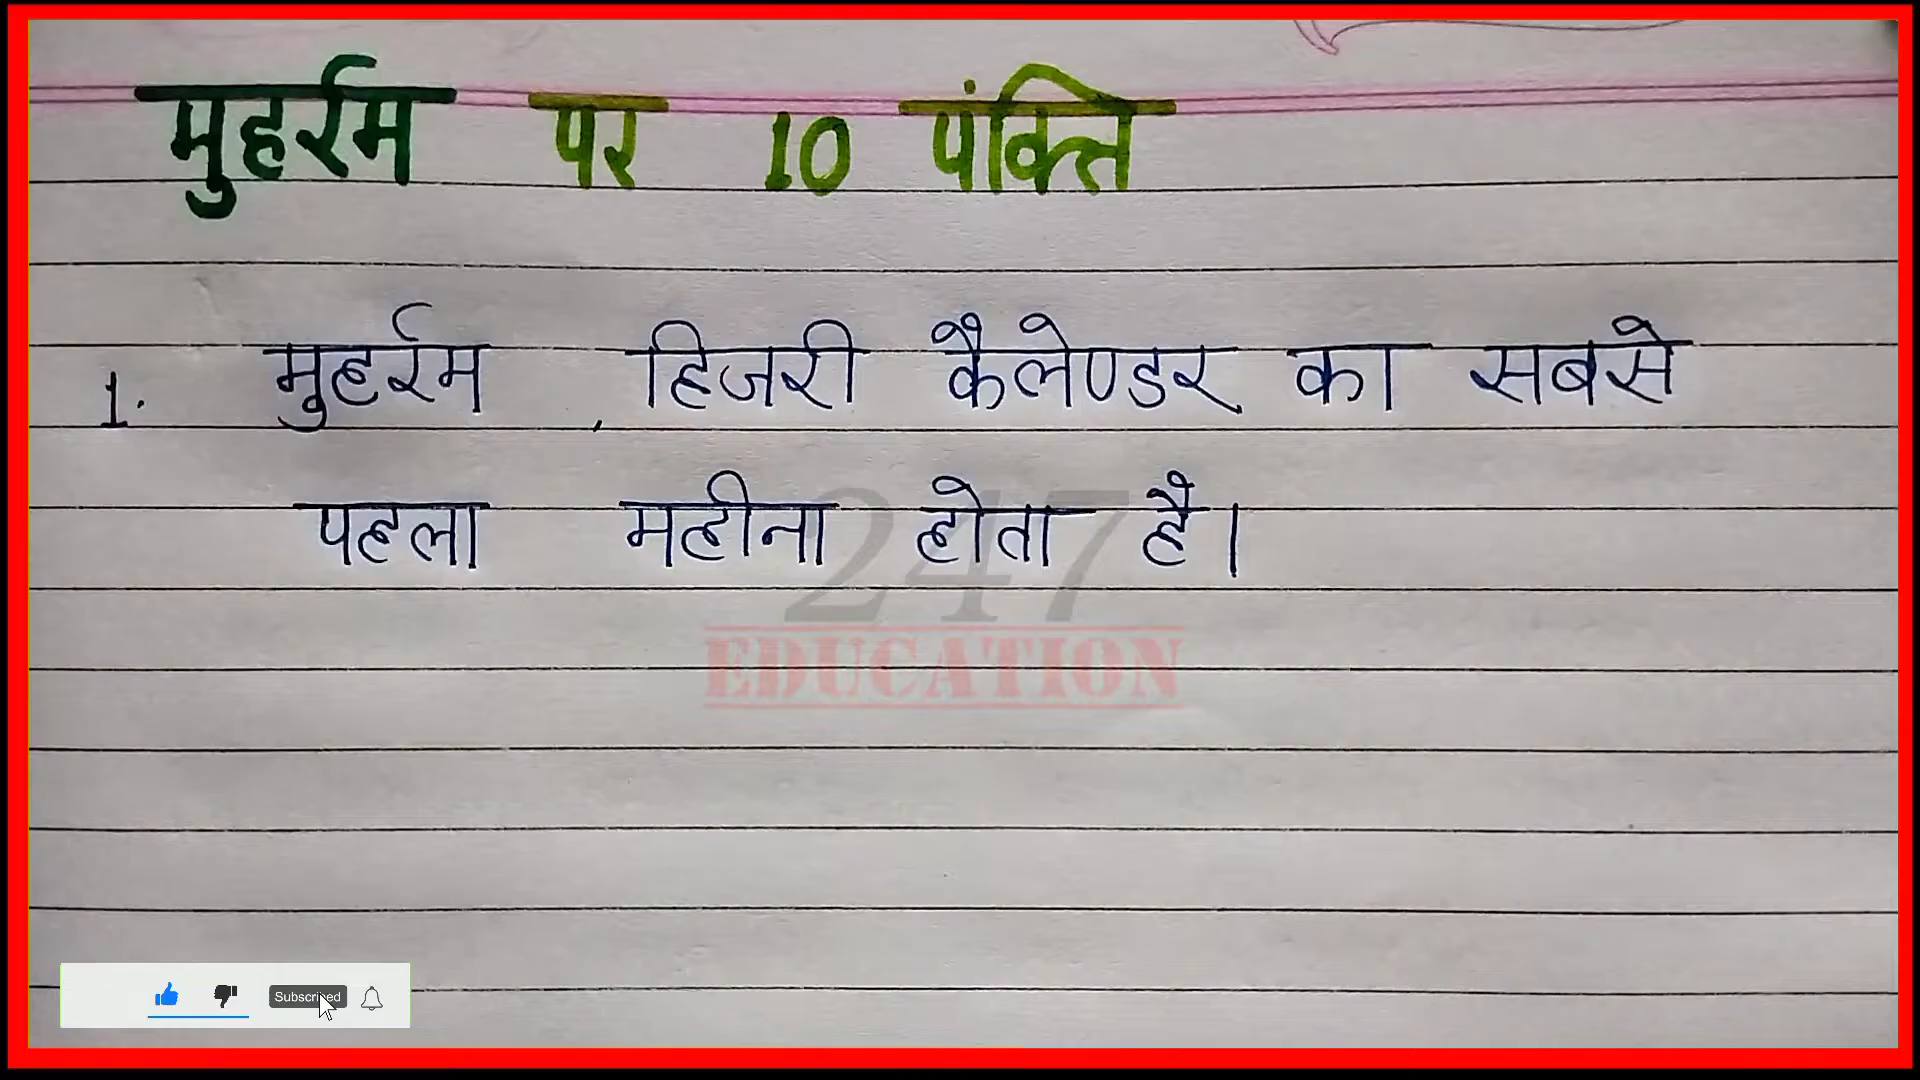 मुहर्रम पर 10 पंक्ति
1. मुहर्रम , हिजरी कैलेण्डर का सबसे
पहला महीना होता है।
247
EDUCATION
Subscribed